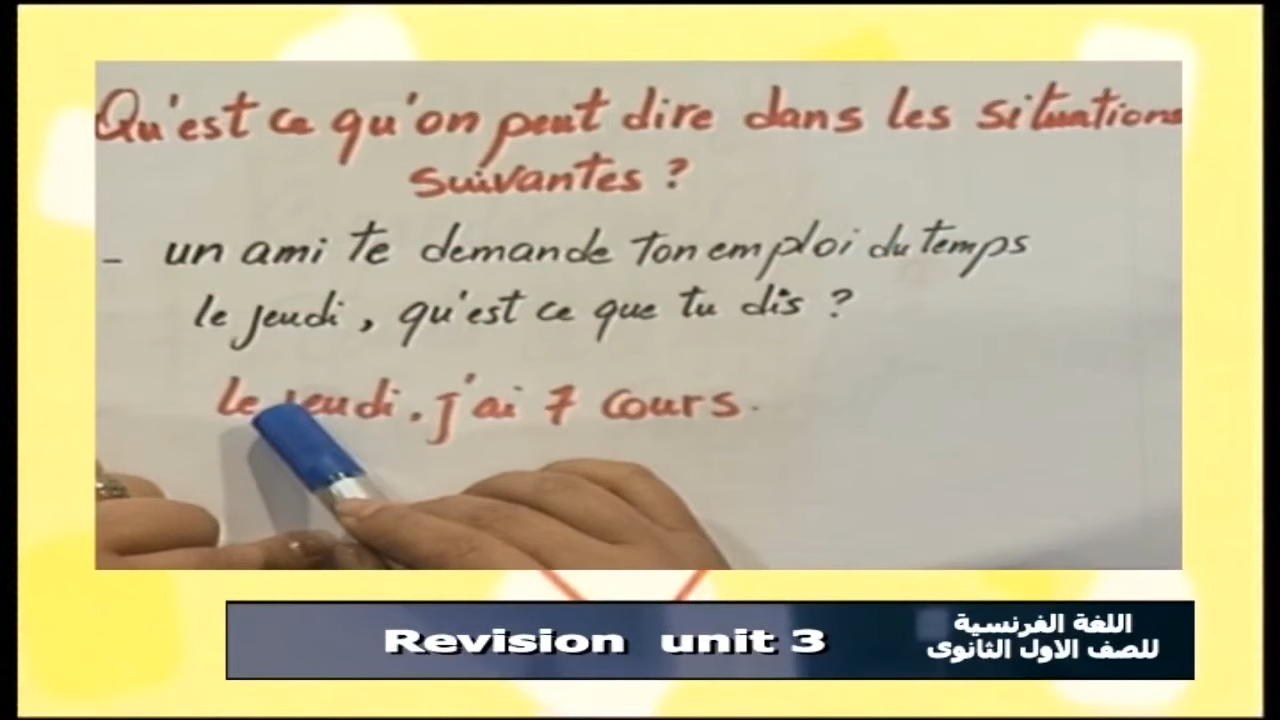 Qu'est ce qu'on peut dire dans les situations
suivantes ?
- un ami te demande ton emploi du temps
le jeudi, qu'est ce que tu dis ?
le jeudi. j'ai 7 cours.
Revision unit 3
اللغة الفرنسية
للصف الاول الثانوى